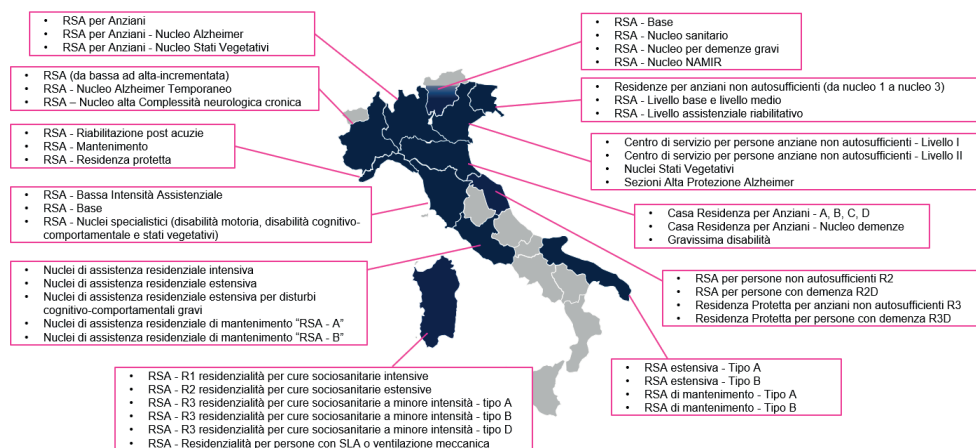 RSA per Anziani
RSA per Anziani - Nucleo Alzheimer
RSA per Anziani - Nucleo Stati Vegetativi
RSA (da bassa ad alta-incrementata)
RSA - Nucleo Alzheimer Temporaneo
RSA – Nucleo alta Complessità neurologica cronica
RSA - Riabilitazione post acuzie
RSA - Mantenimento
RSA - Residenza protetta
RSA - Bassa Intensità Assistenziale
RSA - Base
RSA - Nuclei specialistici (disabilità motoria, disabilità cognitivo-
comportamentale e stati vegetativi)
Nuclei di assistenza residenziale intensiva
Nuclei di assistenza residenziale estensiva
Nuclei di assistenza residenziale estensiva per disturbi
cognitivo-comportamentali gravi
Nuclei di assistenza residenziale di mantenimento “RSA - A”
Nuclei di assistenza residenziale di mantenimento “RSA - B”
RSA - R1 residenzialità per cure sociosanitarie intensive
RSA - R2 residenzialità per cure sociosanitarie estensive
RSA - R3 residenzialità per cure sociosanitarie a minore intensità - tipo A
RSA - R3 residenzialità per cure sociosanitarie a minore intensità - tipo B
RSA - R3 residenzialità per cure sociosanitarie a minore intensità - tipo D
RSA - Residenzialità per persone con SLA o ventilazione meccanica
RSA - Base
RSA - Nucleo sanitario
RSA - Nucleo per demenze gravi
RSA - Nucleo NAMIR
Residenze per anziani non autosufficienti (da nucleo 1 a nucleo 3)
RSA - Livello base e livello medio
RSA - Livello assistenziale riabilitativo
Centro di servizio per persone anziane non autosufficienti - Livello I
Centro di servizio per persone anziane non autosufficienti - Livello II
Nuclei Stati Vegetativi
Sezioni Alta Protezione Alzheimer
Casa Residenza per Anziani - A, B, C, D
Casa Residenza per Anziani - Nucleo demenze
Gravissima disabilità
RSA per persone non autosufficienti R2
RSA per persone con demenza R2D
Residenza Protetta per anziani non autosufficienti R3
Residenza Protetta per persone con demenza R3D
RSA estensiva - Tipo A
RSA estensiva - Tipo B
RSA di mantenimento - Tipo A
RSA di mantenimento - Tipo B